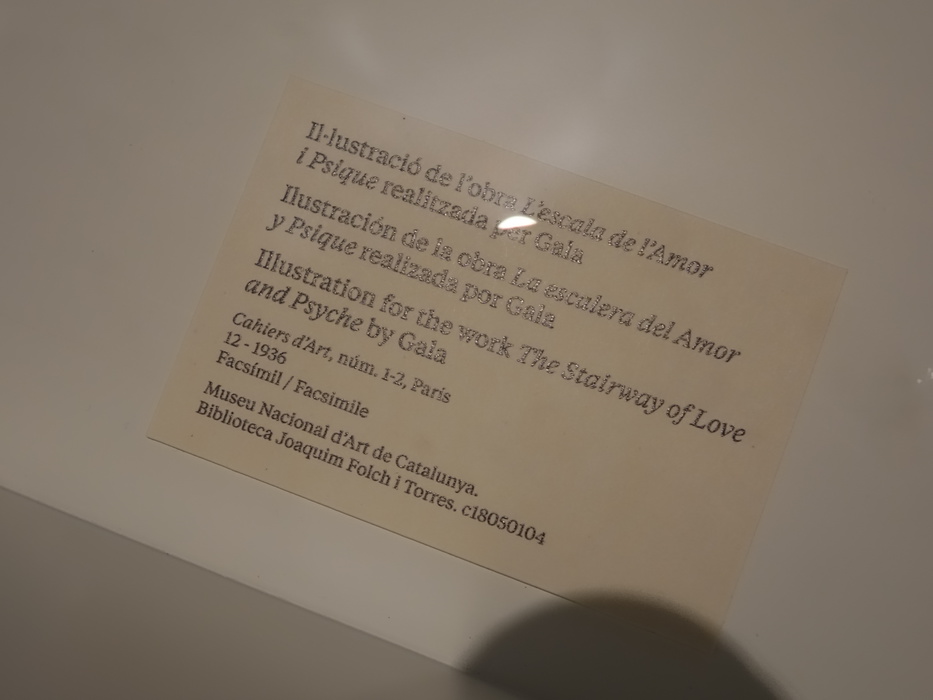 Il·lustració de l'obra L'escala de l'Amor
i Psique realitzada per Gala
Ilustración de la obra La escalera del Amor
y Psique realizada por Gala
Illustration for the work The Stairway of Love
and Psyche by Gala
Cahiers d'Art, núm. 1-2, París
12 - 1936
Facsímil / Facsimile
Museu Nacional d'Art de Catalunya.
Biblioteca Joaquim Folch i Torres. c18050104